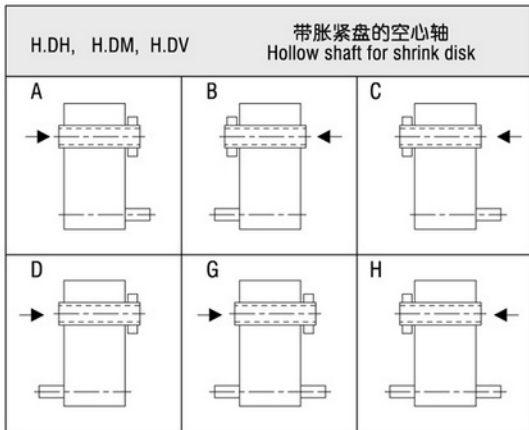 H.DH, H.DM, H.DV
带胀紧盘的空心轴
Hollow shaft for shrink disk
A
B
C
D
G
H